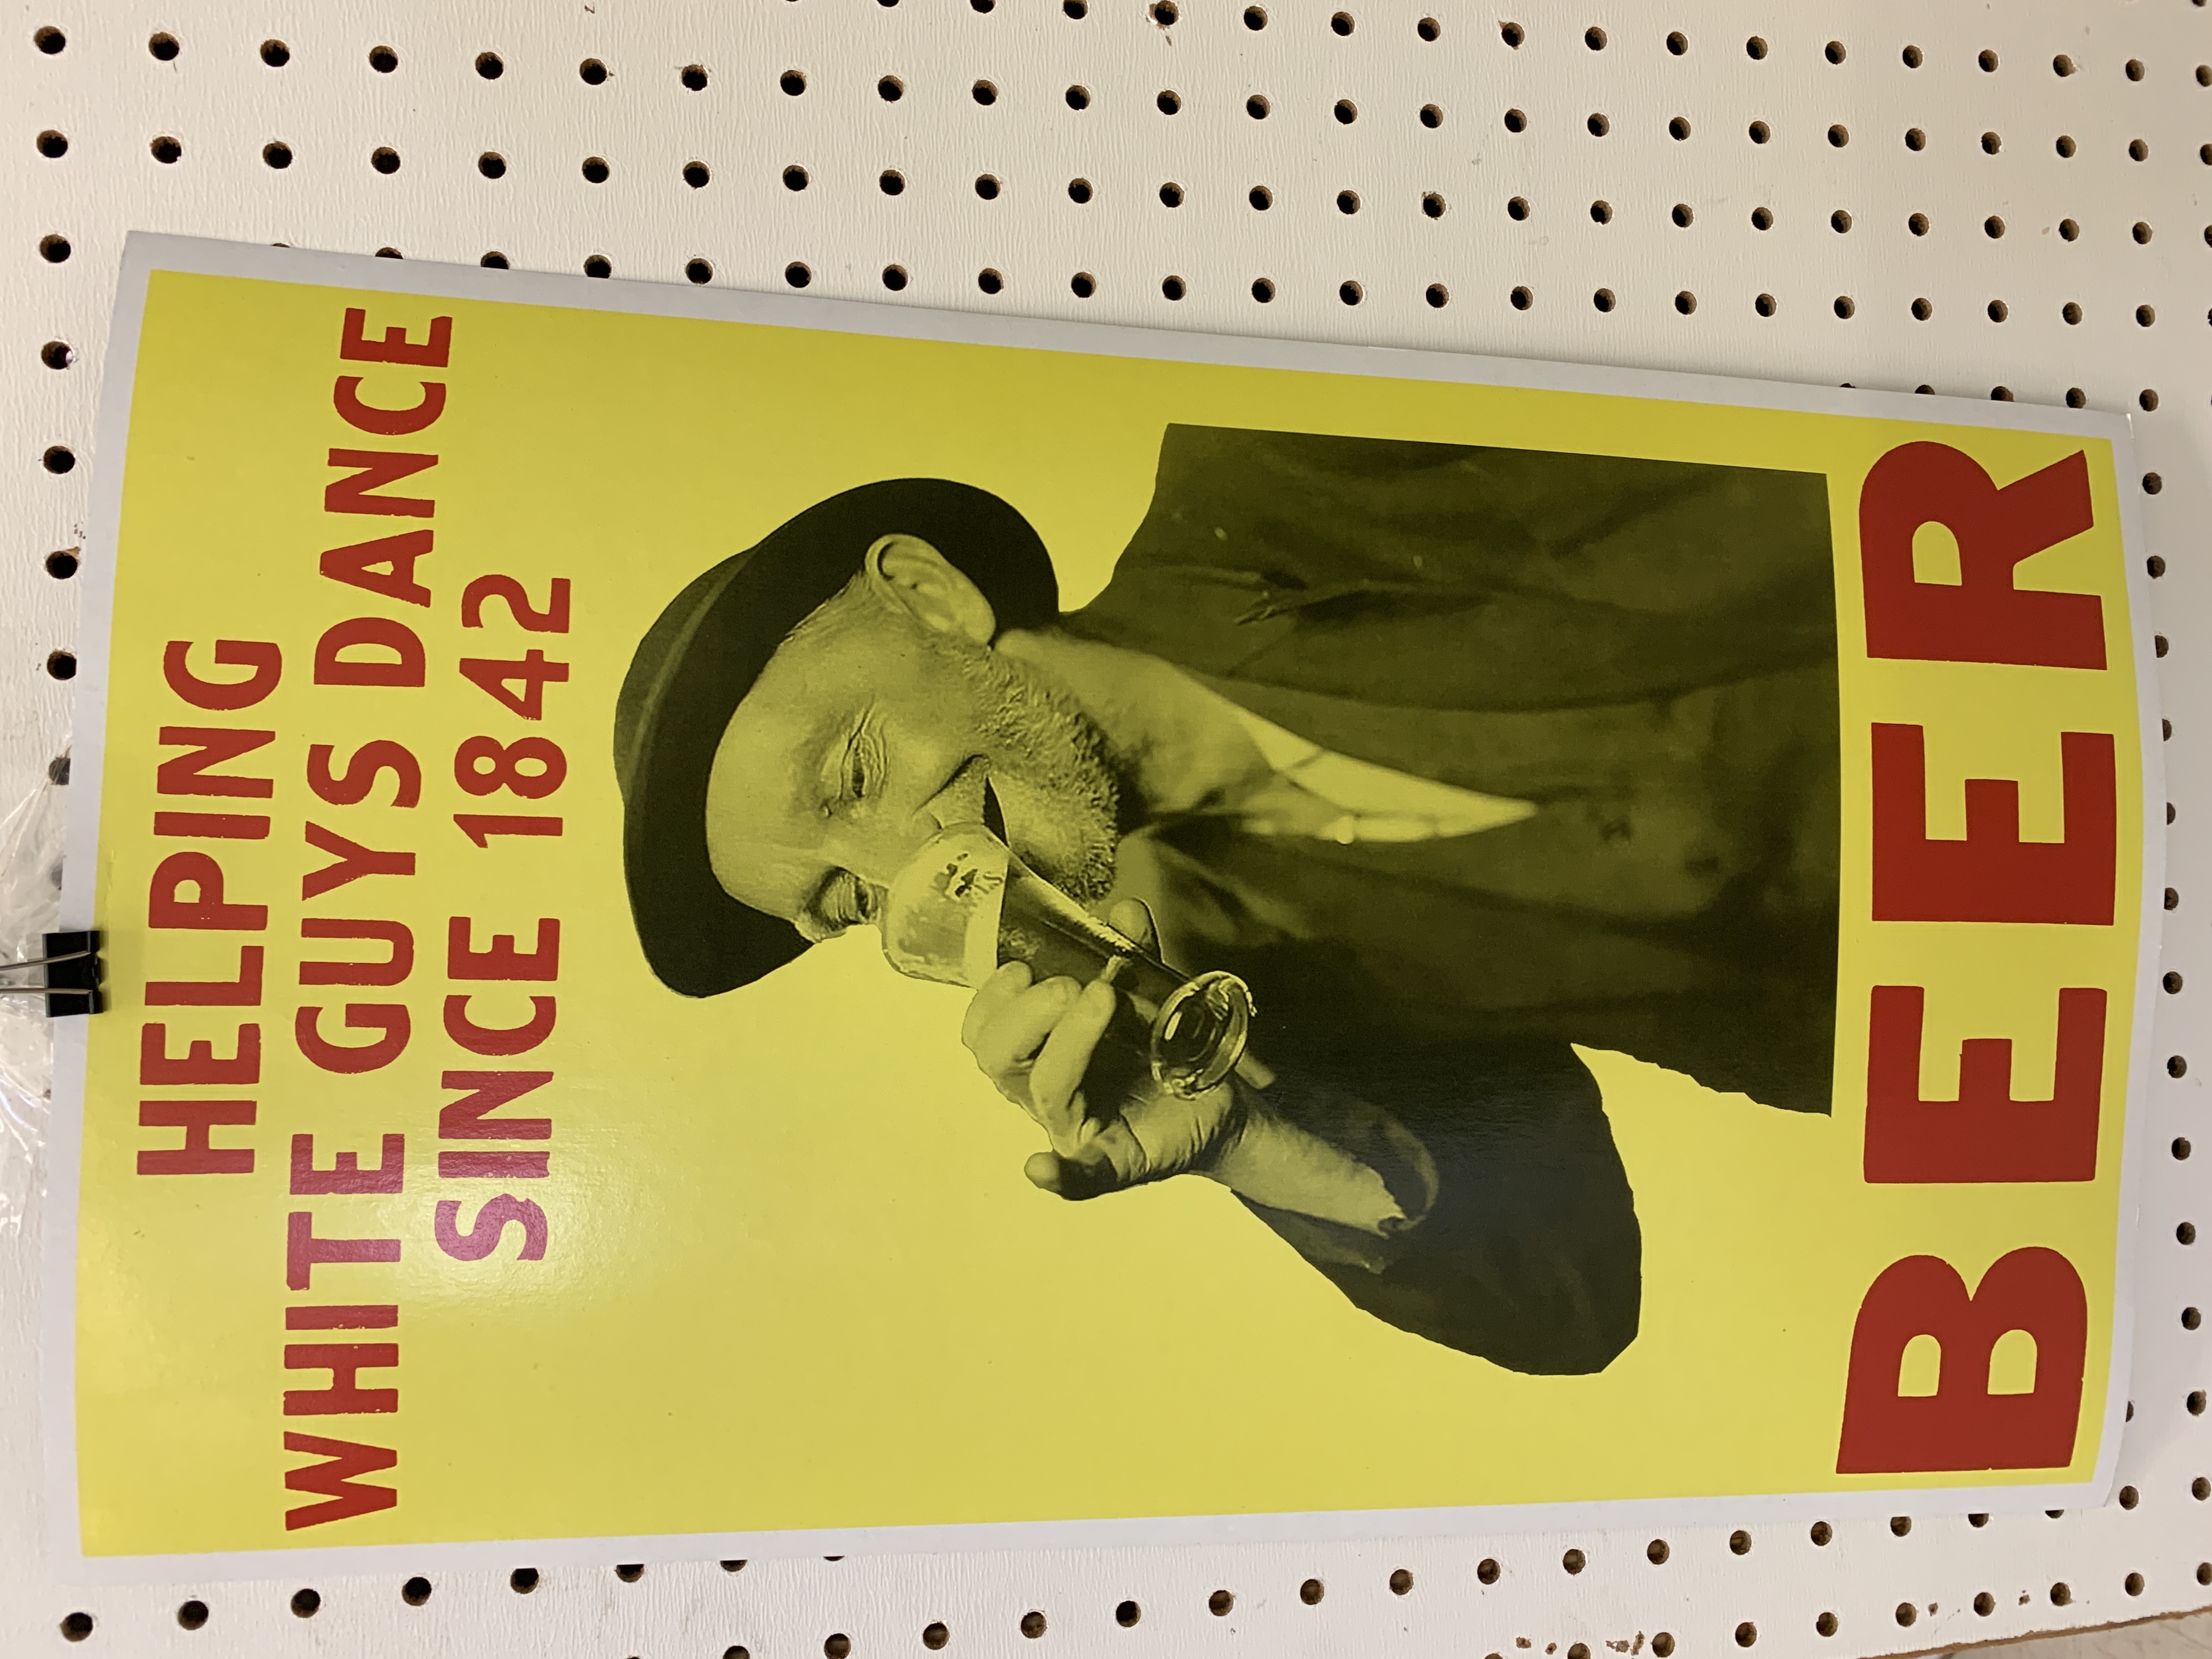 HELPING
WHITE GUYS DANCE
SINCE 1842
BEER